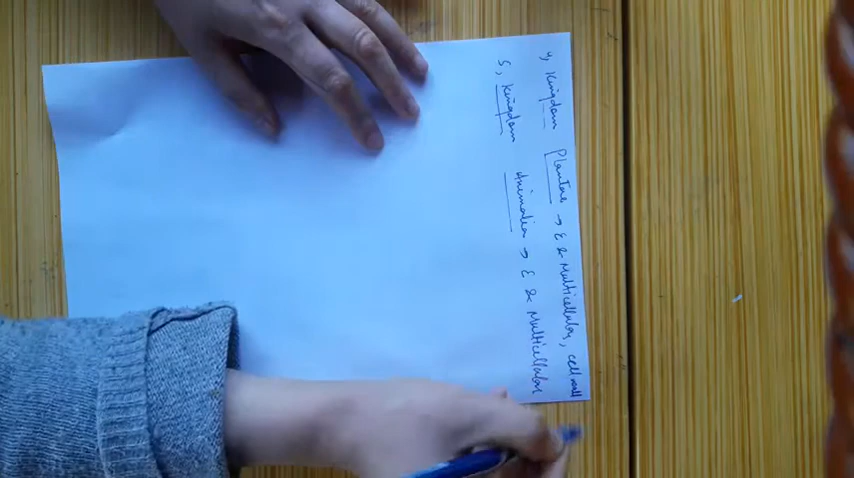 4, Kingdom Plantae → E & Multicellular, cell wall
5, Kingdom Animalia → E & Multicellular